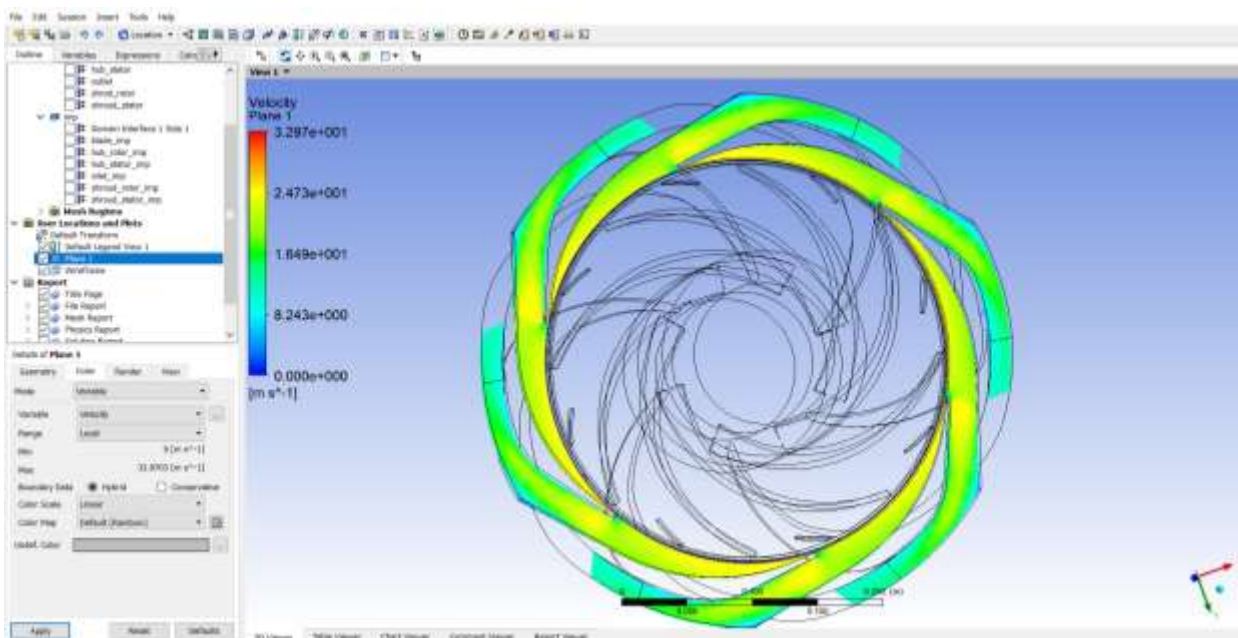 File Edit Session Insert Tools Help
Location
Outline Variables Expressions
hub_stator
outlet
shroud_rotor
shroud_stator
imp
Domain Interface 1 Side 1
blade_imp
hub_rotor_imp
hub_stator_imp
inlet_imp
shroud_rotor_imp
shroud_stator_imp
Mesh Regions
User Locations and Plots
Default Transform
Default Legend View 1
Plane 1
Wireframe
Report
Title Page
File Report
Mesh Report
Physics Report
Details of Plane 1
Geometry Color Render View
Mode Variable
Variable Velocity
Range Local
Min 0 [m s^-1]
Max
Boundary Data Hybrid Conservative
Color Scale Linear
Color Map Default (Rainbow)
Undef. Color
Apply Reset Defaults
View 1
Velocity
Plane 1
3.297e+001
2.473e+001
1.649e+001
8.243e+000
0.000e+000
[m s^-1]
3D Viewer Table Viewer Chart Viewer Comment Viewer Report Viewer